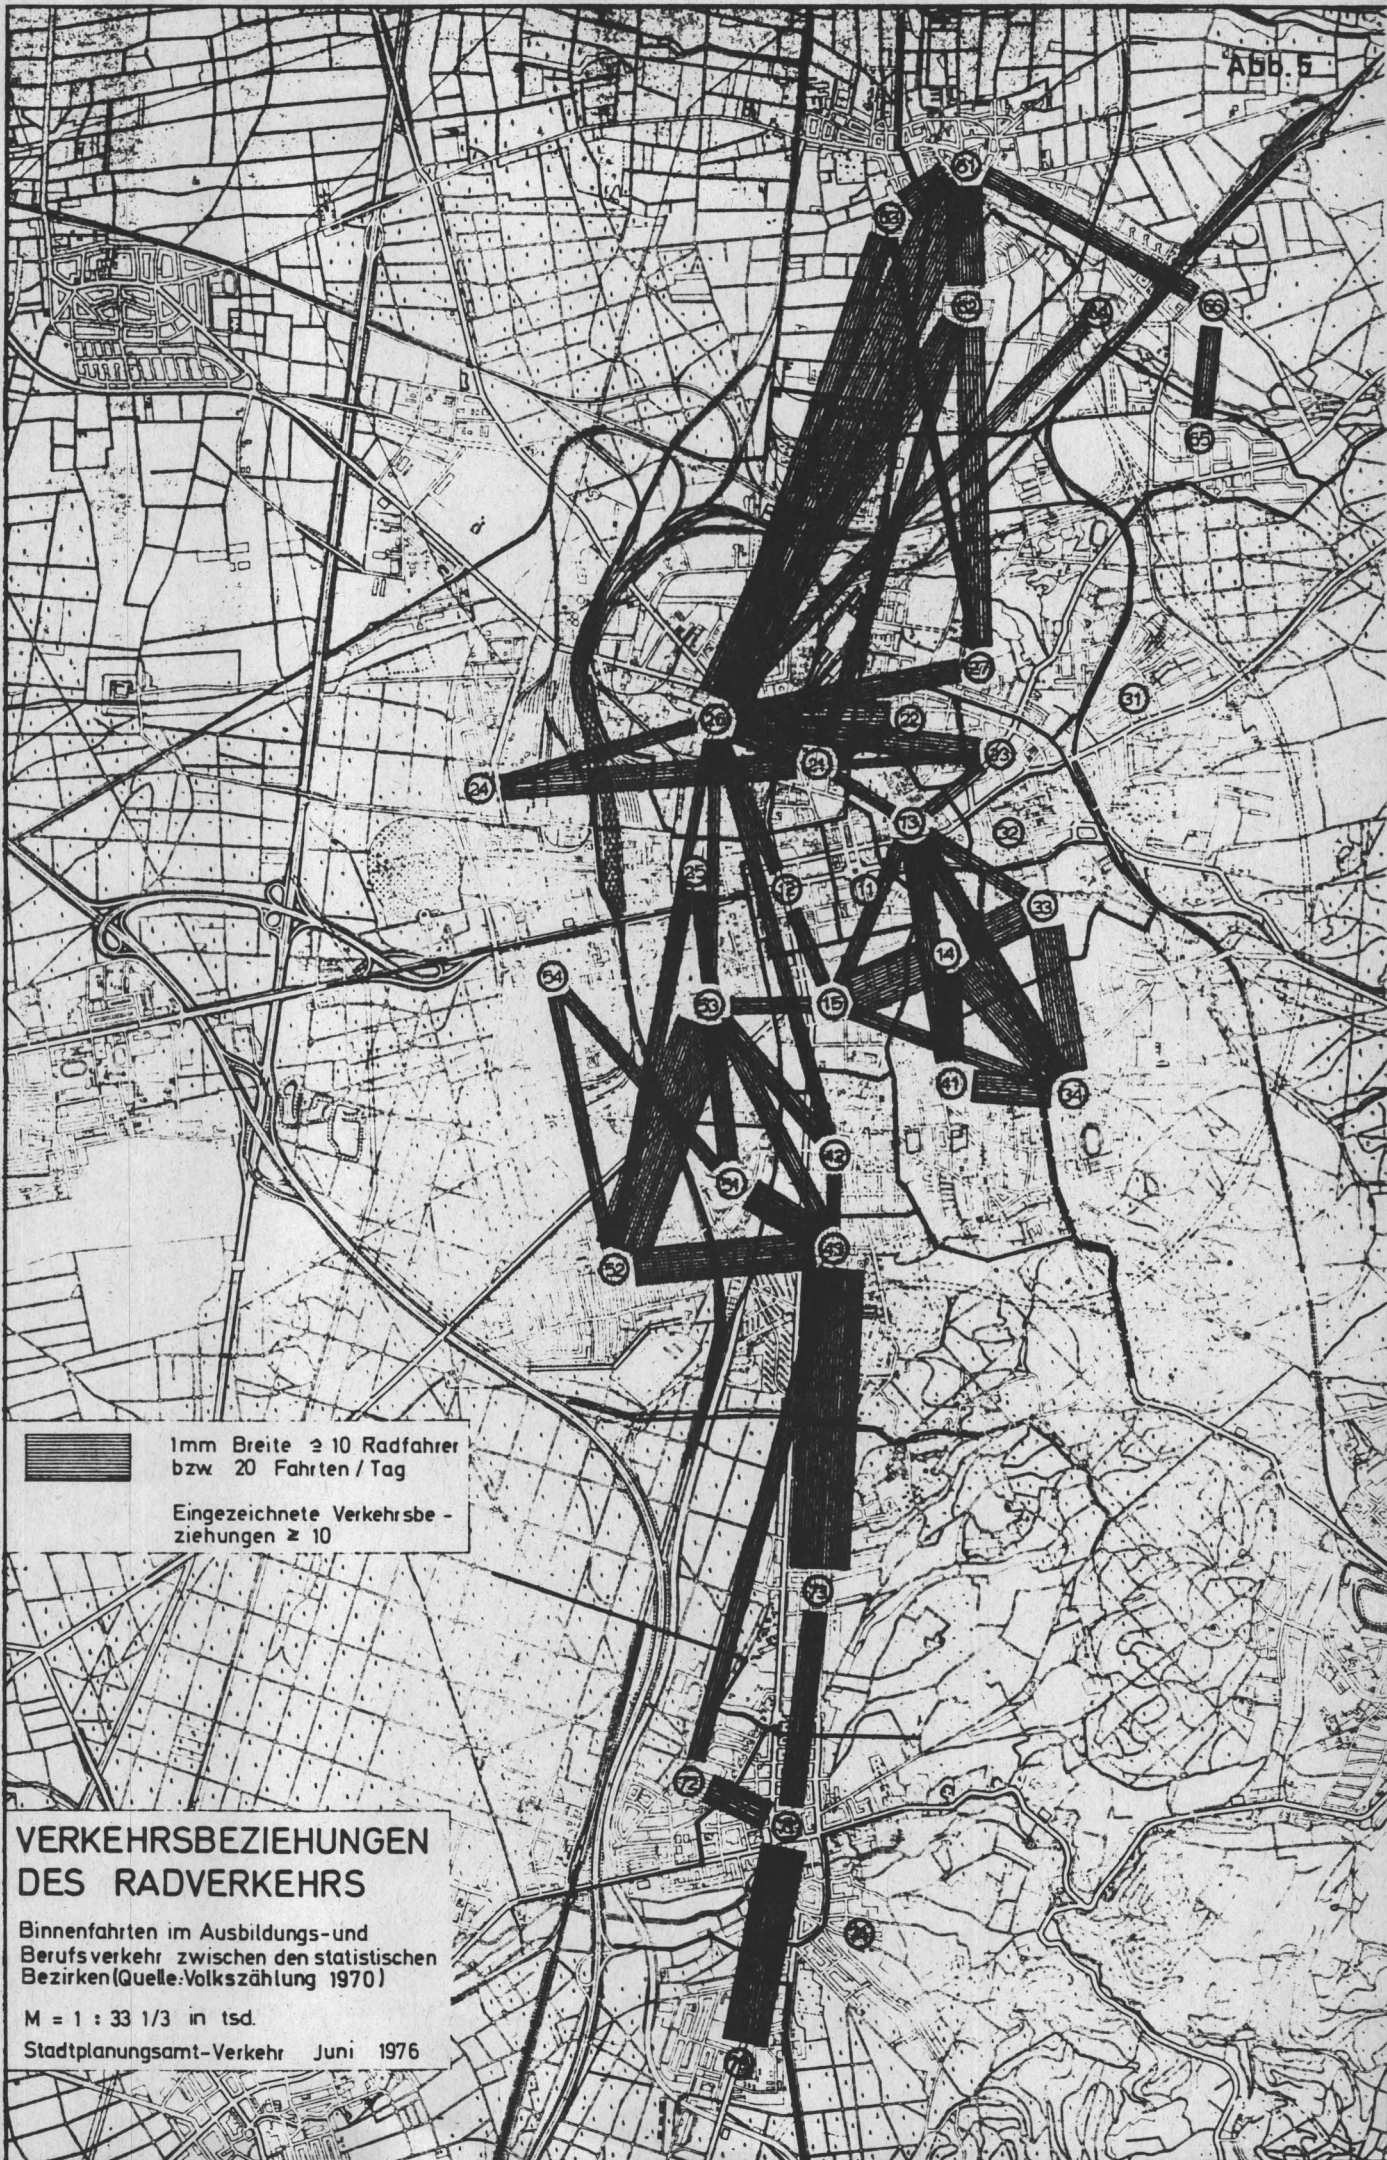 Abb. 5
61
63
62
64
66
65
27
31
26
22
23
21
24
13
32
25
12
11
33
14
54
53
15
41
34
42
51
43
52
1mm Breite ≙ 10 Radfahrer
bzw. 20 Fahrten / Tag
Eingezeichnete Verkehrsbe-
ziehungen ≥ 10
73
72
VERKEHRSBEZIEHUNGEN
DES RADVERKEHRS
Binnenfahrten im Ausbildungs-und
Berufsverkehr zwischen den statistischen
Bezirken (Quelle: Volkszählung 1970)
M = 1 : 33 1/3 in tsd.
Stadtplanungsamt-Verkehr Juni 1976